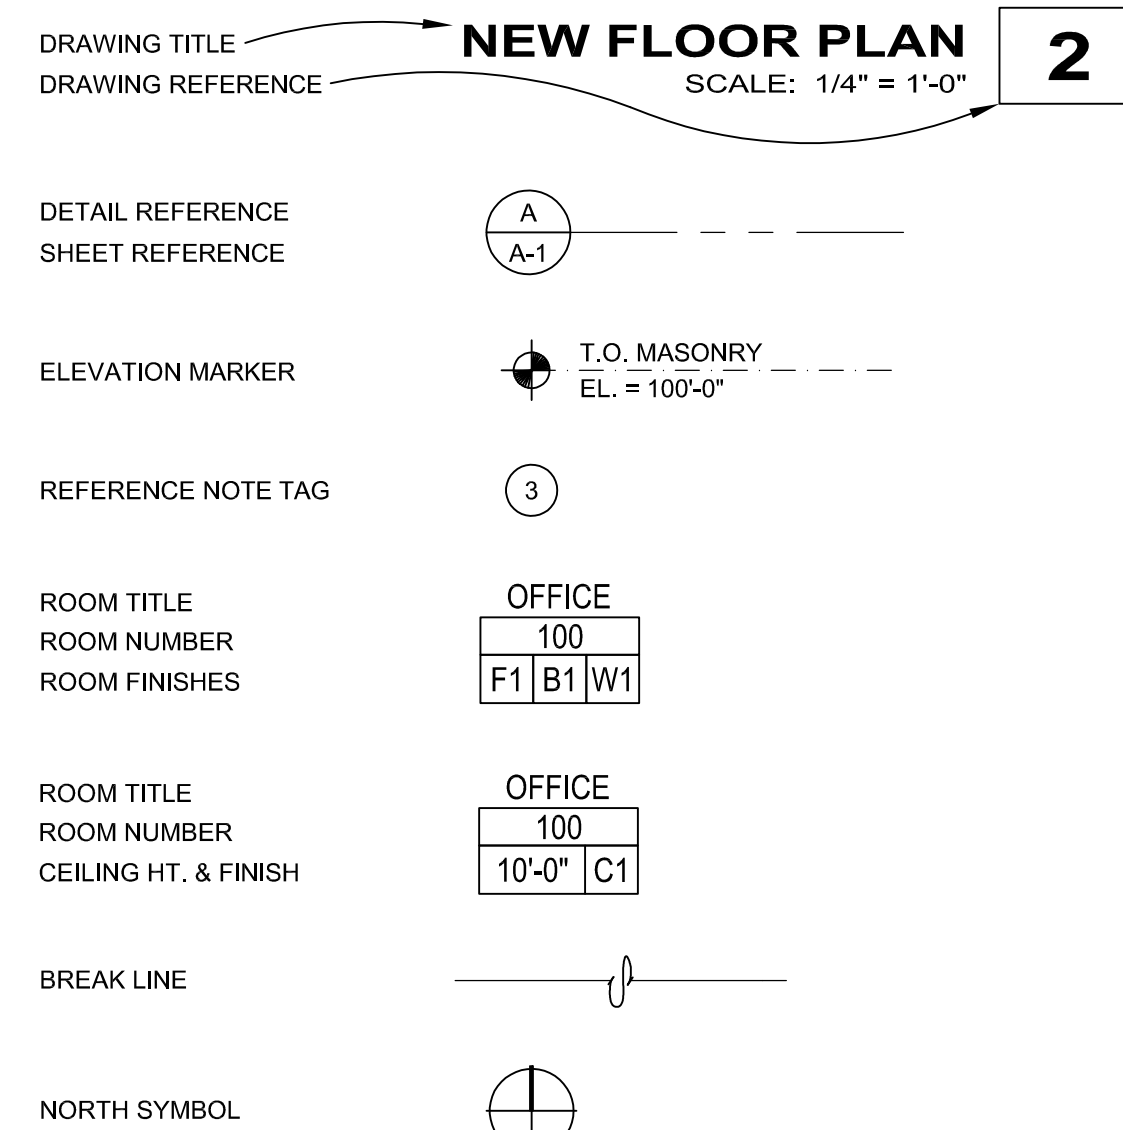 DRAWING TITLE NEW FLOOR PLAN 2
DRAWING REFERENCE SCALE: 1/4" = 1'-0"
DETAIL REFERENCE A
SHEET REFERENCE A-1
ELEVATION MARKER
T.O. MASONRY
EL. = 100'-0"
REFERENCE NOTE TAG 3
ROOM TITLE OFFICE
ROOM NUMBER 100
ROOM FINISHES F1 B1 W1
ROOM TITLE OFFICE
ROOM NUMBER 100
CEILING HT. & FINISH 10'-0" C1
BREAK LINE
NORTH SYMBOL